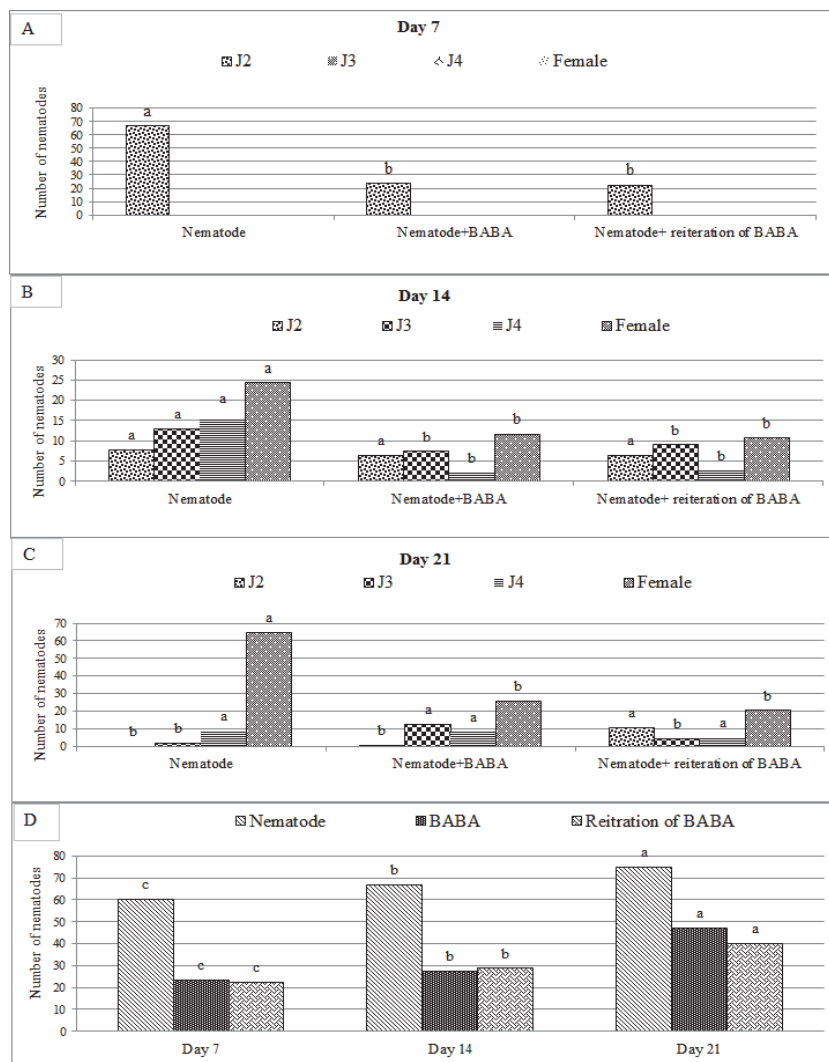 A
Day 7
J2 J3 J4 Female
Number of nematodes
80
70
60
50
40
30
20
10
0
a
b
b
Nematode Nematode+BABA Nematode+ reiteration of BABA
B
Day 14
J2 J3 J4 Female
Number of nematodes
30
25
20
15
10
5
0
a a a a
a b b b
a b b b
Nematode Nematode+BABA Nematode+ reiteration of BABA
C
Day 21
J2 J3 J4 Female
Number of nematodes
70
60
50
40
30
20
10
0
b b a a
b a a b
a b a b
Nematode Nematode+BABA Nematode+ reiteration of BABA
D
Nematode BABA Reitration of BABA
Number of nematodes
80
70
60
50
40
30
20
10
0
c c c
b b b
a a a
Day 7 Day 14 Day 21